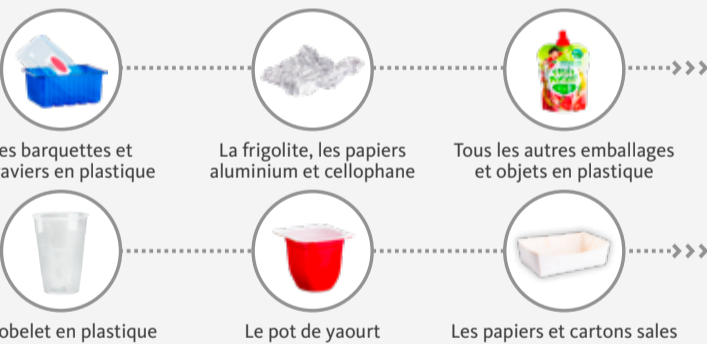 es barquettes et
aviers en plastique
La frigolite, les papiers
aluminium et cellophane
Tous les autres emballages
et objets en plastique
obelet en plastique
Le pot de yaourt
Les papiers et cartons sales